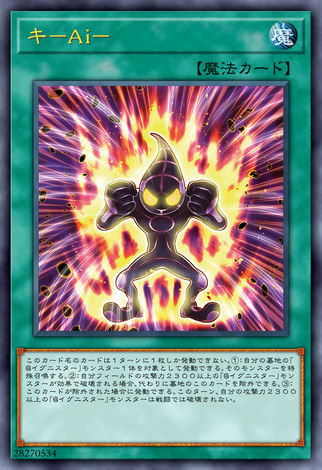 キ－Ai－
魔
【魔法カード】
このカード名のカードは１ターンに１枚しか発動できない。①：自分の墓地の「
＠イグニスター」モンスター１体を対象として発動できる。そのモンスターを特
殊召喚する。②：自分フィールドの攻撃力２３００以上の「＠イグニスター」モン
スターが効果で破壊される場合、代わりに墓地のこのカードを除外できる。③：
このカードが除外された場合に発動できる。このターン、自分の攻撃力２３００
以上の「＠イグニスター」モンスターは戦闘では破壊されない。
28270534